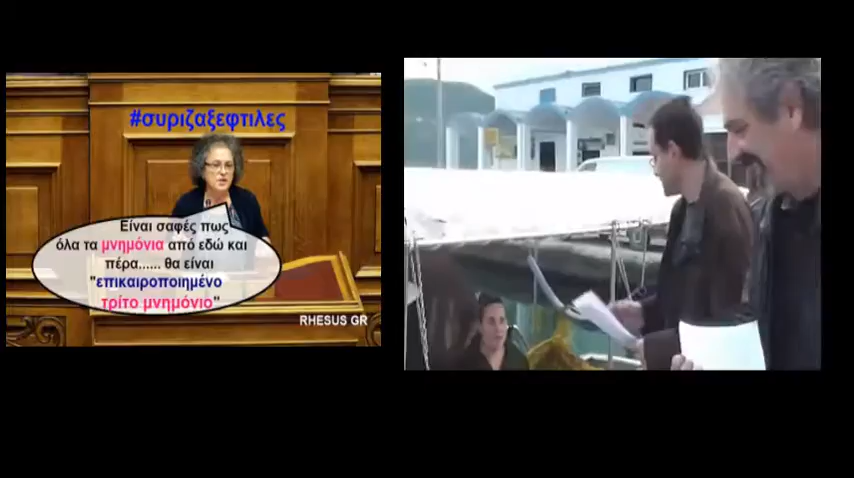 #συριζαξεφτιλες
Είναι σαφές πως
όλα τα μνημόνια από εδώ και
πέρα...... θα είναι
"επικαιροποιημένο
τρίτο μνημόνιο"
RHESUS GR